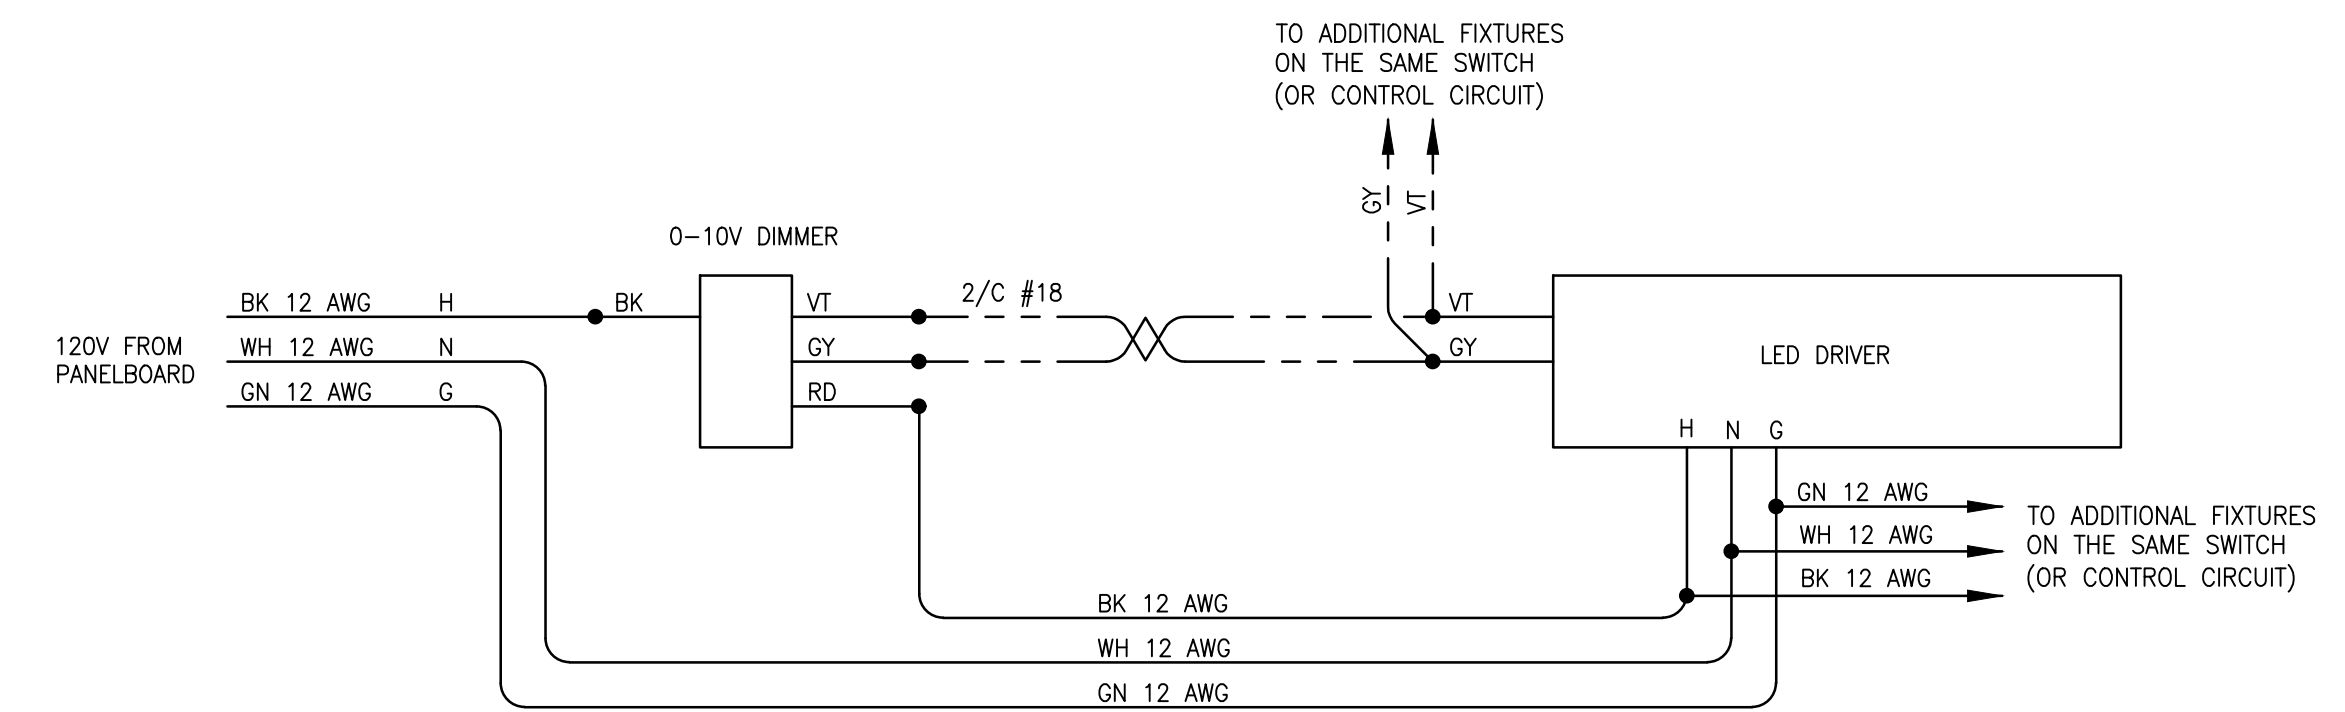 TO ADDITIONAL FIXTURES
ON THE SAME SWITCH
(OR CONTROL CIRCUIT)
GY
VT
0-10V DIMMER
120V FROM
PANELBOARD
BK 12 AWG H
WH 12 AWG N
GN 12 AWG G
BK
VT
GY
RD
2/C #18
VT
GY
LED DRIVER
H N G
GN 12 AWG
WH 12 AWG
BK 12 AWG
TO ADDITIONAL FIXTURES
ON THE SAME SWITCH
(OR CONTROL CIRCUIT)
BK 12 AWG
WH 12 AWG
GN 12 AWG